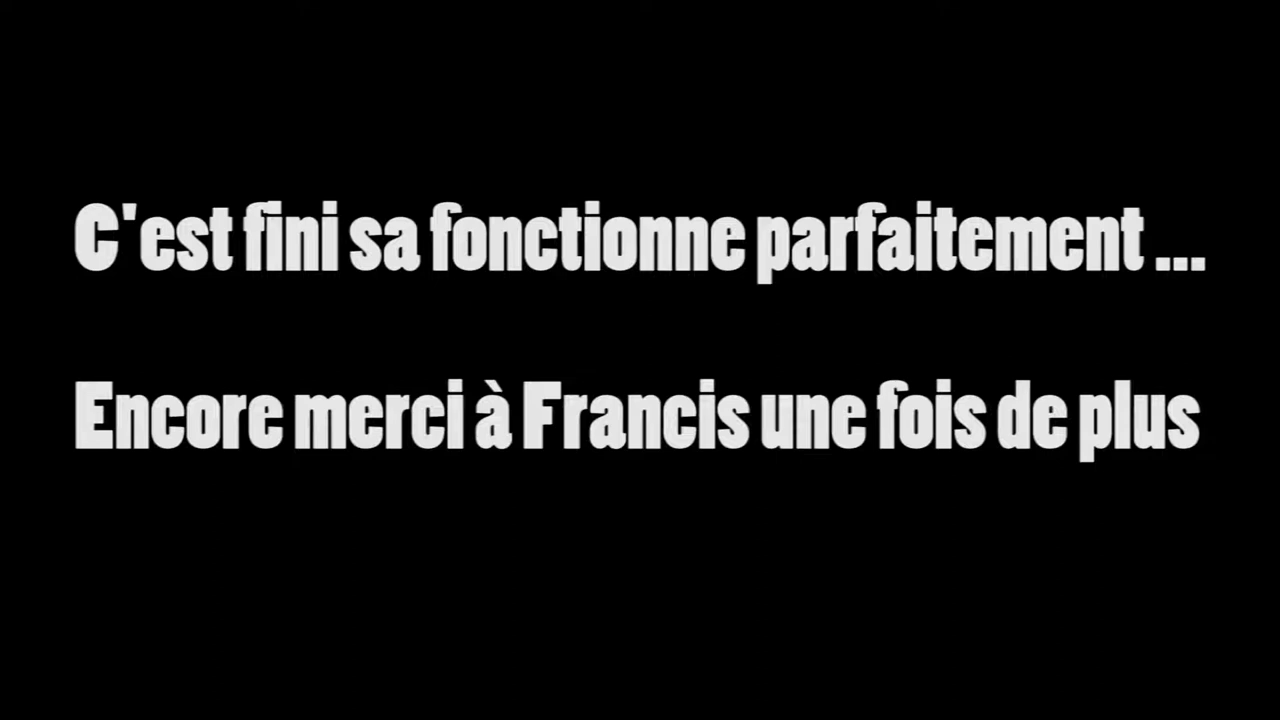 C'est fini sa fonctionne parfaitement ...
Encore merci à Francis une fois de plus